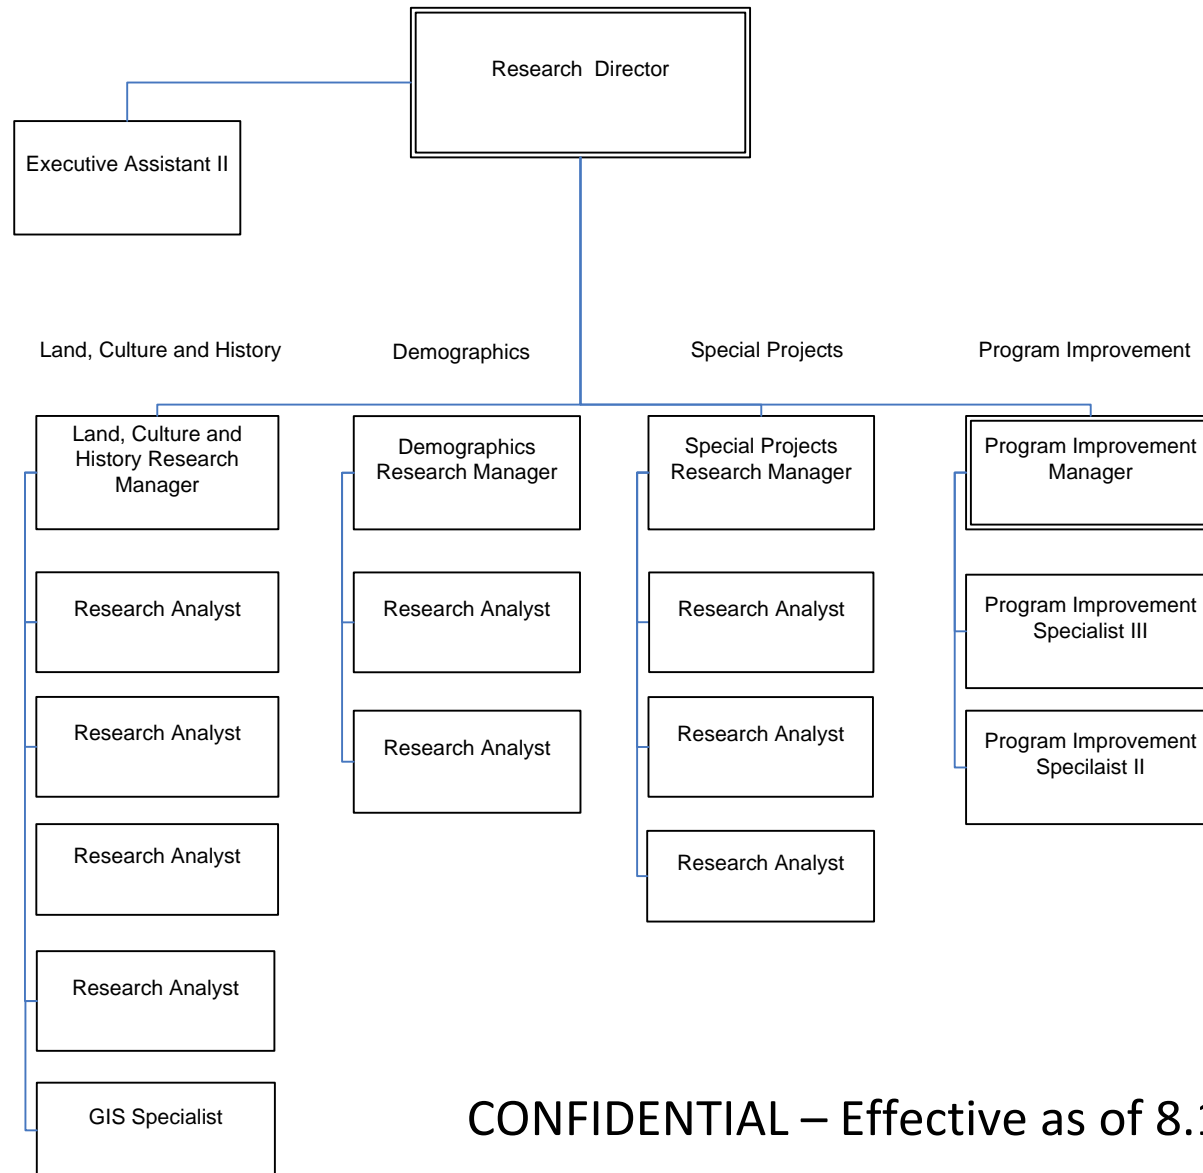 Research Director
Executive Assistant II
Land, Culture and History
Demographics
Special Projects
Program Improvement
Land, Culture and
History Research
Manager
Demographics
Research Manager
Special Projects
Research Manager
Program Improvement
Manager
Research Analyst
Research Analyst
Research Analyst
Program Improvement
Specialist III
Research Analyst
Research Analyst
Research Analyst
Program Improvement
Specilaist II
Research Analyst
Research Analyst
Research Analyst
GIS Specialist
CONFIDENTIAL – Effective as of 8.